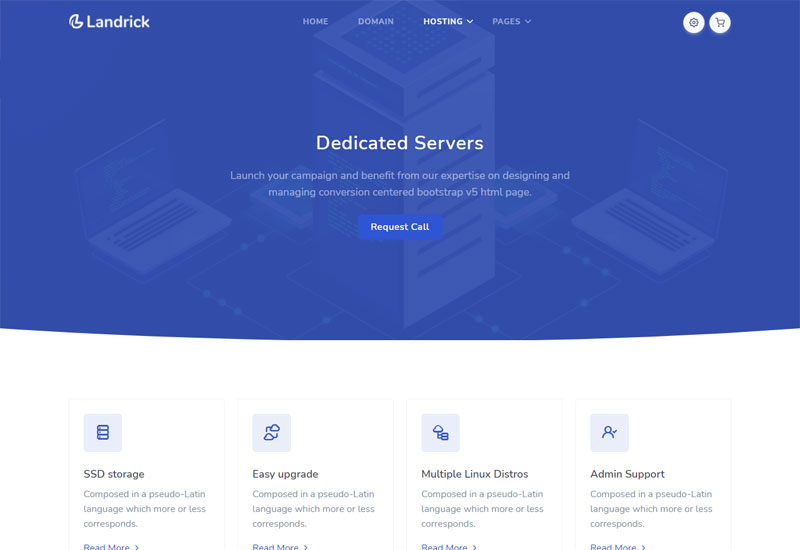 Landrick
HOME
DOMAIN
HOSTING
PAGES
Dedicated Servers
Launch your campaign and benefit from our expertise on designing and
managing conversion centered bootstrap v5 html page.
Request Call
SSD storage
Composed in a pseudo-Latin
language which more or less
corresponds.
Read More
Easy upgrade
Composed in a pseudo-Latin
language which more or less
corresponds.
Read More
Multiple Linux Distros
Composed in a pseudo-Latin
language which more or less
corresponds.
Read More
Admin Support
Composed in a pseudo-Latin
language which more or less
corresponds.
Read More